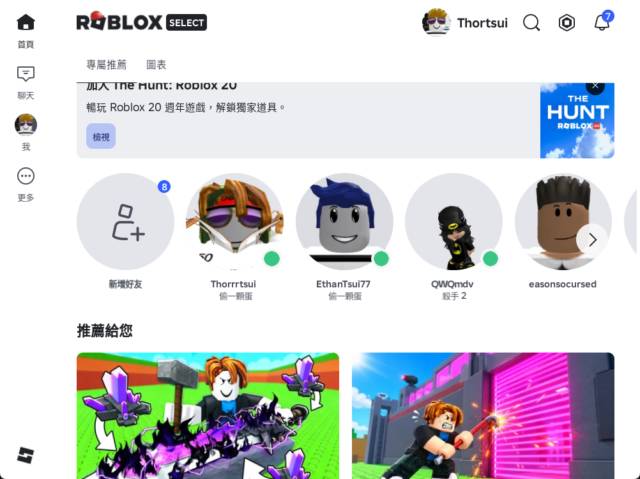 首頁
聊天
我
更多
ROBLOX SELECT
Thortsui
7
專屬推薦 圖表
加入 The Hunt: Roblox 20
暢玩 Roblox 20 週年遊戲，解鎖獨家道具。
檢視
THE
HUNT
ROBLOX
8
新增好友
Thorrrtsui
偷一顆蛋
EthanTsui77
偷一顆蛋
QWQmdv
殺手 2
easonsocursed
推薦給您